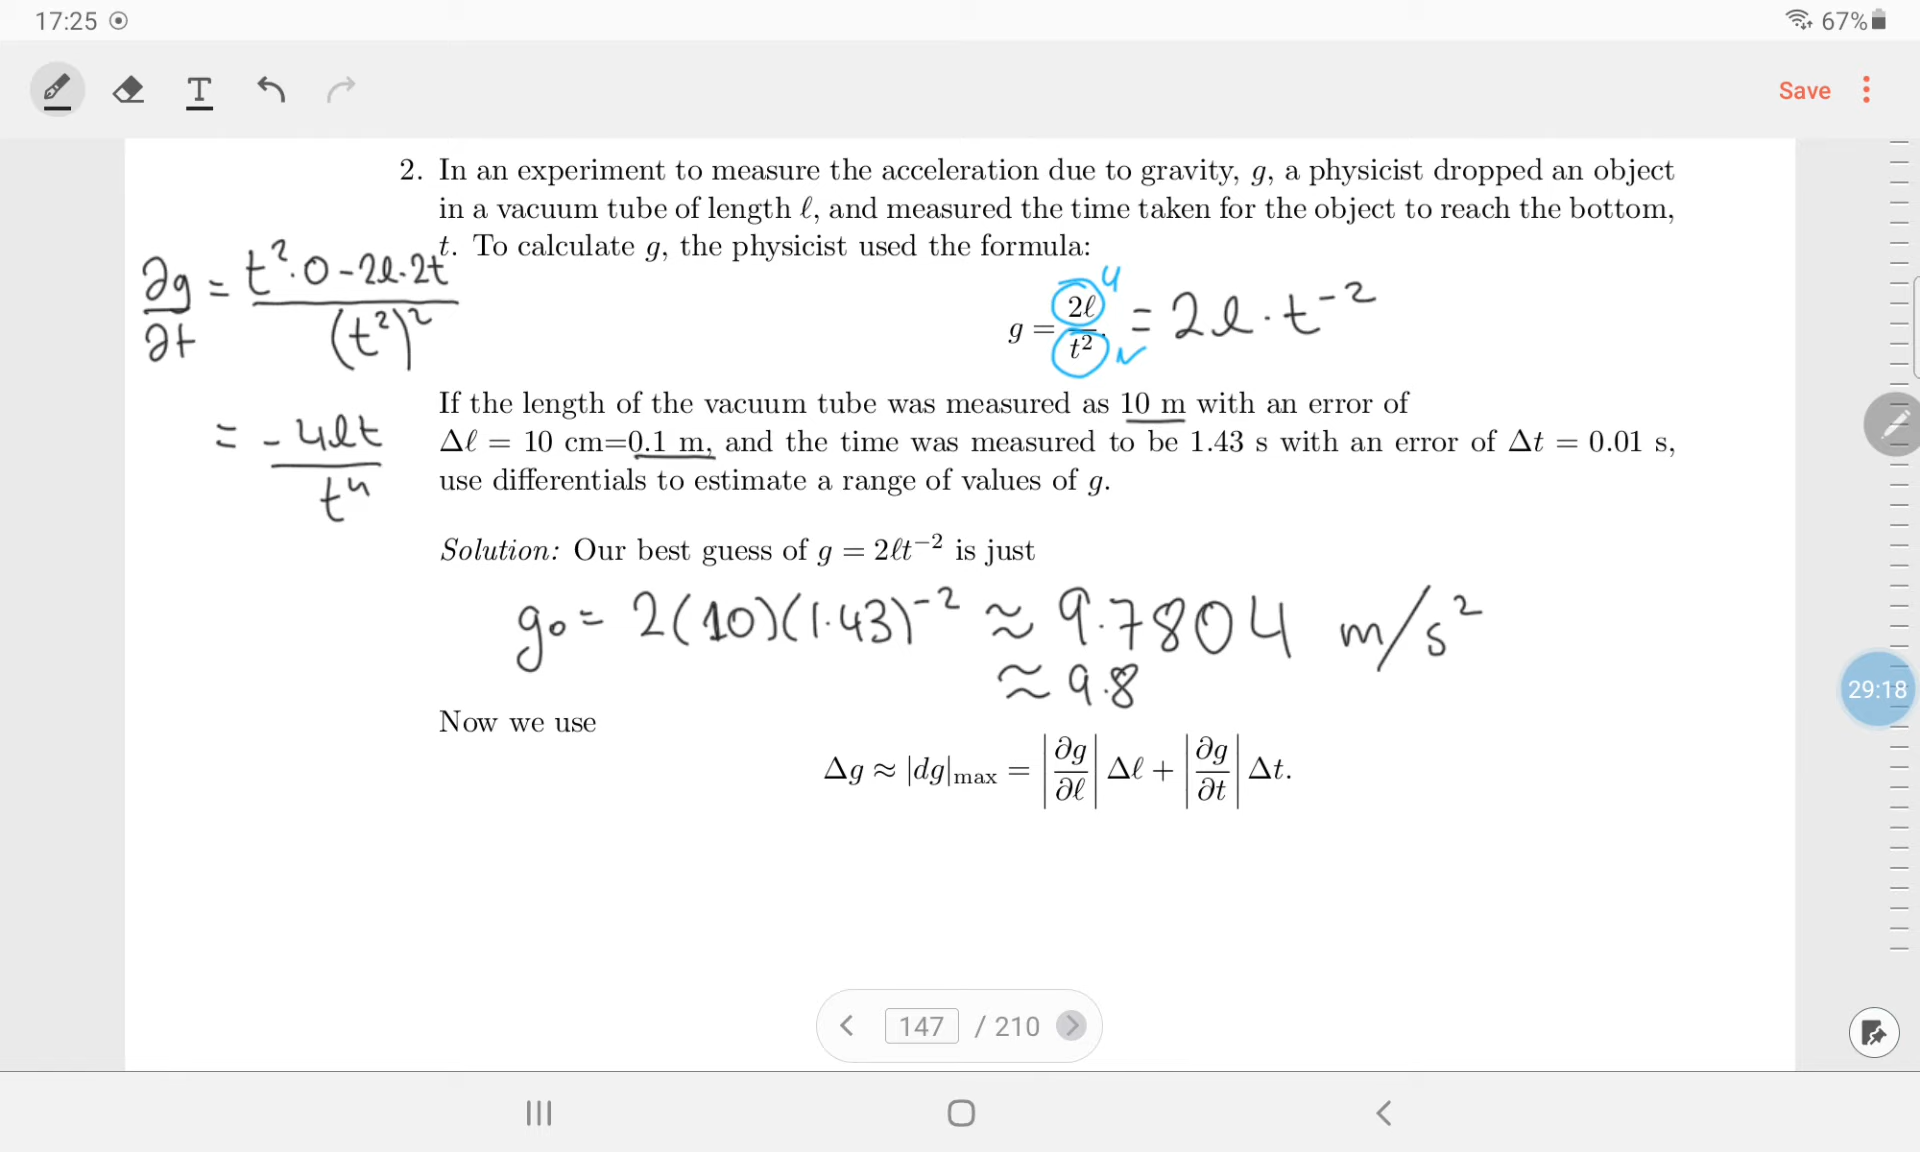 17:25
67%
T
Save
2. In an experiment to measure the acceleration due to gravity, g, a physicist dropped an object
in a vacuum tube of length ℓ, and measured the time taken for the object to reach the bottom,
t. To calculate g, the physicist used the formula:
∂g/∂t = (t²·0 - 2ℓ·2t)/(t²)²
= -4ℓt/t⁴
g = 2ℓ/t². = 2ℓ·t⁻²
u
v
If the length of the vacuum tube was measured as 10 m with an error of
Δℓ = 10 cm=0.1 m, and the time was measured to be 1.43 s with an error of Δt = 0.01 s,
use differentials to estimate a range of values of g.
Solution: Our best guess of g = 2ℓt⁻² is just
g₀ = 2(10)(1.43)⁻² ≈ 9.7804 m/s²
≈ 9.8
Now we use
Δg ≈ |dg|max = |∂g/∂ℓ| Δℓ + |∂g/∂t| Δt.
29:18
147 / 210